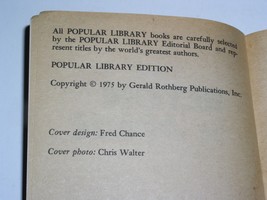 All POPULAR LIBRARY books are carefully selected
by the POPULAR LIBRARY Editorial Board and rep-
resent titles by the world's greatest authors.
POPULAR LIBRARY EDITION
Copyright © 1975 by Gerald Rothberg Publications, Inc.
Cover design: Fred Chance
Cover photo: Chris Walter